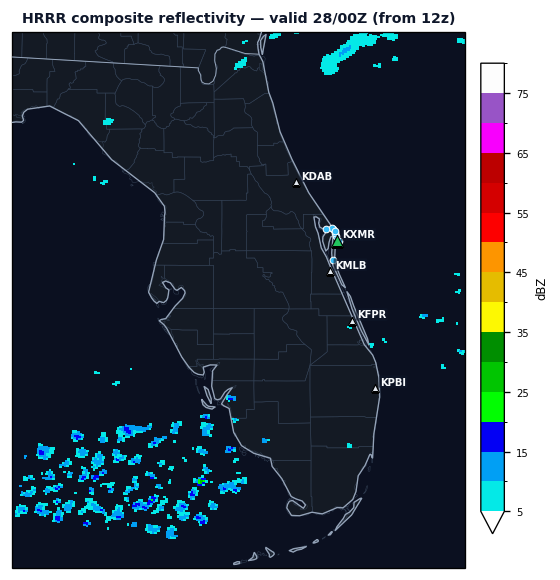 HRRR composite reflectivity — valid 28/00Z (from 12z)
KDAB
KXMR
KMLB
KFPR
KPBI
75
65
55
45
35
25
15
5
dBZ